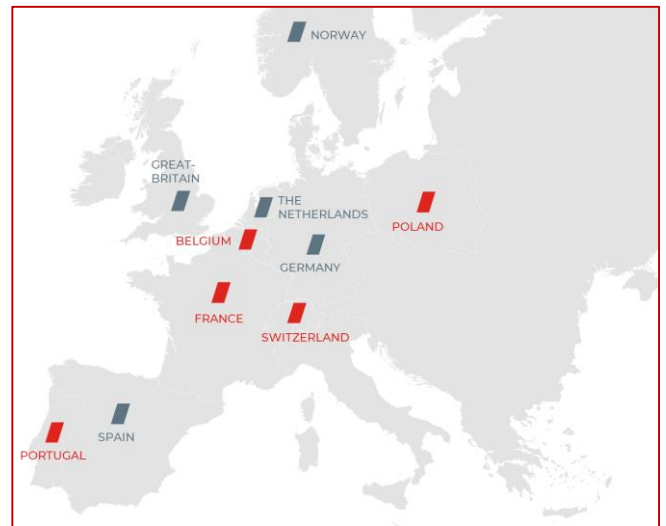 NORWAY
GREAT-
BRITAIN
THE
NETHERLANDS
POLAND
BELGIUM
GERMANY
FRANCE
SWITZERLAND
SPAIN
PORTUGAL